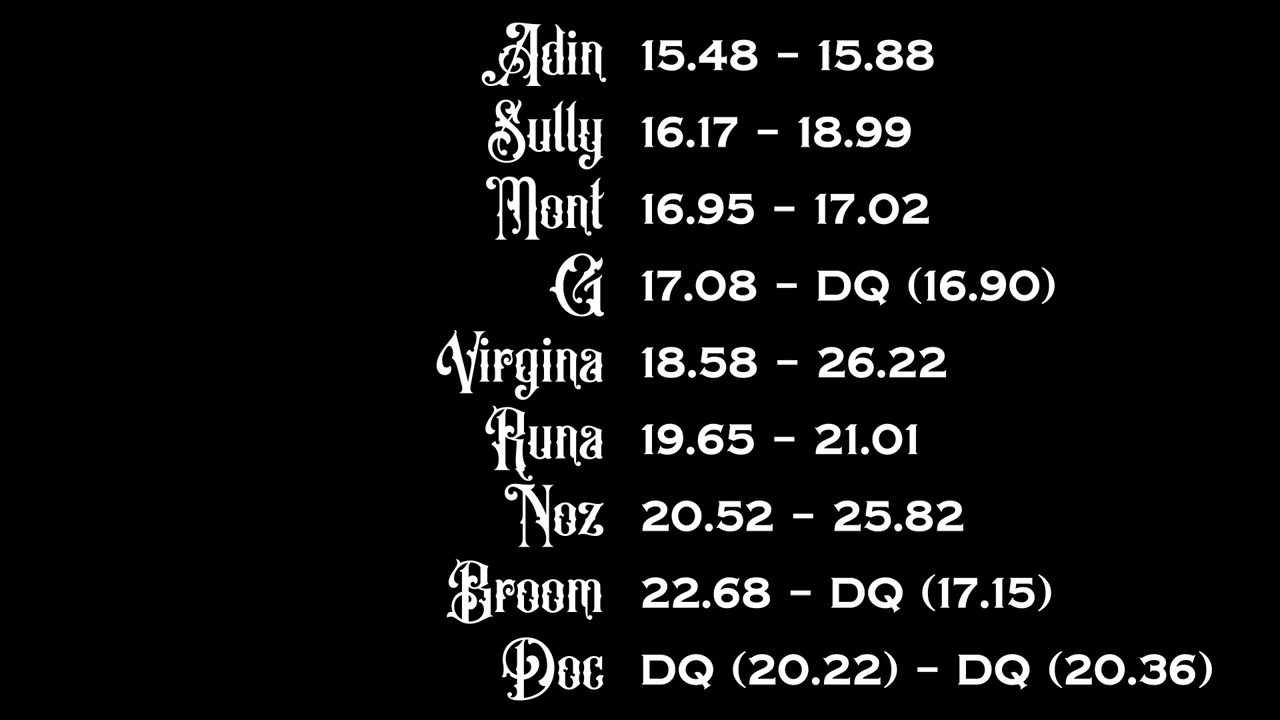 Adin 15.48 – 15.88
Sully 16.17 – 18.99
Mont 16.95 – 17.02
G 17.08 – DQ (16.90)
Virgina 18.58 – 26.22
Runa 19.65 – 21.01
Noz 20.52 – 25.82
Broom 22.68 – DQ (17.15)
Doc DQ (20.22) – DQ (20.36)